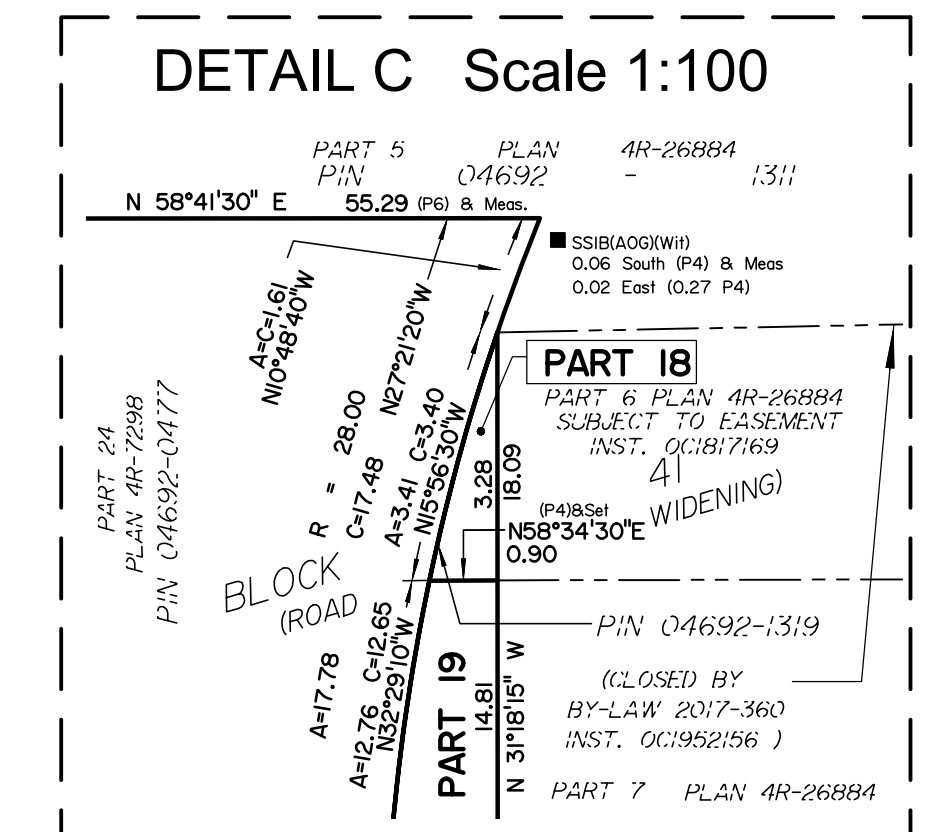 DETAIL C Scale 1:100
PART 5 PLAN 4R-26884
PIN 04692 - 1311
N 58°41'30" E 55.29 (P6) & Meas.
SSIB(AOG)(Wit)
0.06 South (P4) & Meas
0.02 East (0.27 P4)
A=C=1.61
N10°48'40"W
N27°21'20"W
R = 28.00
C=17.48
A=17.78
A=3.41 C=3.40
N15°56'30"W
PART 18
PART 6 PLAN 4R-26884
SUBJECT TO EASEMENT
INST. OC1817169
41
WIDENING)
3.28
18.09
(P4)&Set
N58°34'30"E
0.90
PART 24
PLAN 4R-7298
PIN 04692-0477
BLOCK
(ROAD
A=12.76 C=12.65
N32°29'10"W
PART 19
14.81
N 31°18'15" W
PIN 04692-1319
(CLOSED BY
BY-LAW 2017-360
INST. OC1952156 )
PART 7 PLAN 4R-26884